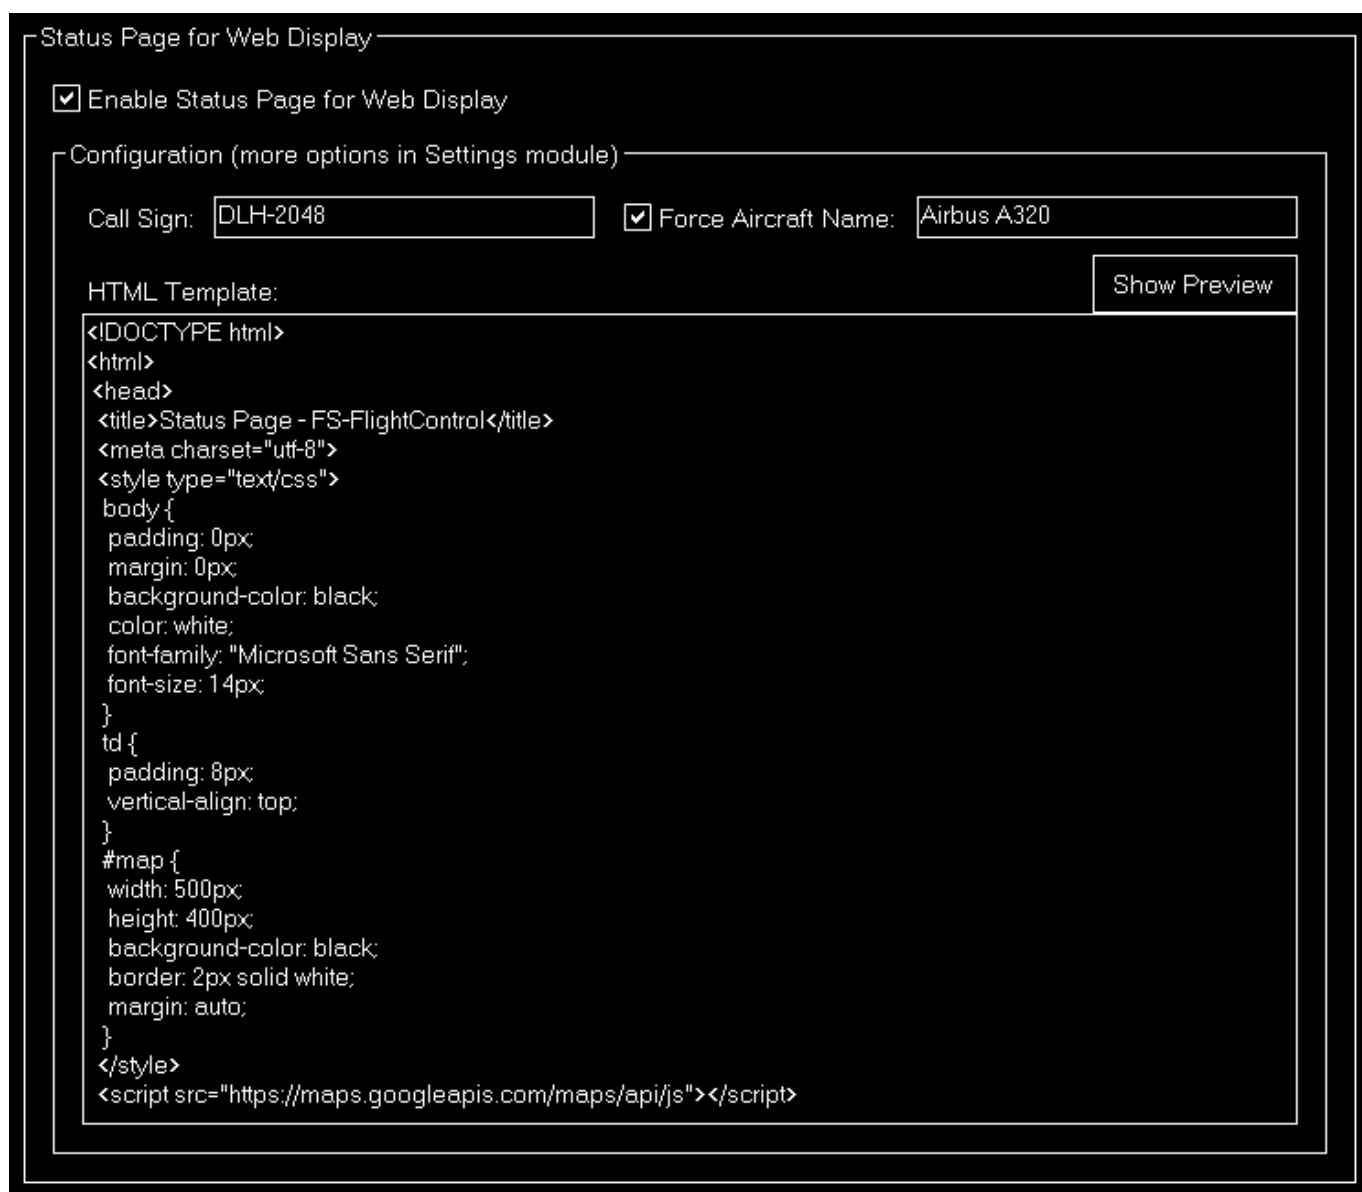 Status Page for Web Display
Enable Status Page for Web Display
Configuration (more options in Settings module)
Call Sign: DLH-2048 Force Aircraft Name: Airbus A320
HTML Template: Show Preview
<!DOCTYPE html>
<html>
<head>
<title>Status Page - FS-FlightControl</title>
<meta charset="utf-8">
<style type="text/css">
body {
padding: 0px;
margin: 0px;
background-color: black;
color: white;
font-family: "Microsoft Sans Serif";
font-size: 14px;
}
td {
padding: 8px;
vertical-align: top;
}
#map {
width: 500px;
height: 400px;
background-color: black;
border: 2px solid white;
margin: auto;
}
</style>
<script src="https://maps.googleapis.com/maps/api/js"></script>